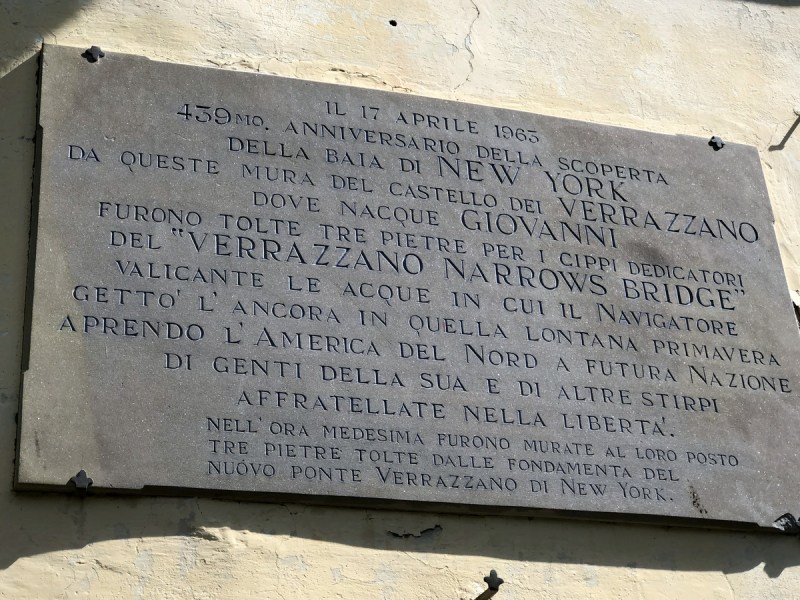 IL 17 APRILE 1963
439MO. ANNIVERSARIO DELLA SCOPERTA
DELLA BAIA DI NEW YORK
DA QUESTE MURA DEL CASTELLO DEI VERRAZZANO
DOVE NACQUE GIOVANNI
FURONO TOLTE TRE PIETRE PER I CIPPI DEDICATORI
DEL "VERRAZZANO NARROWS BRIDGE"
VALICANTE LE ACQUE IN CUI IL NAVIGATORE
GETTO' L'ANCORA IN QUELLA LONTANA PRIMAVERA
APRENDO L'AMERICA DEL NORD A FUTURA NAZIONE
DI GENTI DELLA SUA E DI ALTRE STIRPI
AFFRATELLATE NELLA LIBERTA'.
NELL'ORA MEDESIMA FURONO MURATE AL LORO POSTO
TRE PIETRE TOLTE DALLE FONDAMENTA DEL
NUOVO PONTE VERRAZZANO DI NEW YORK.